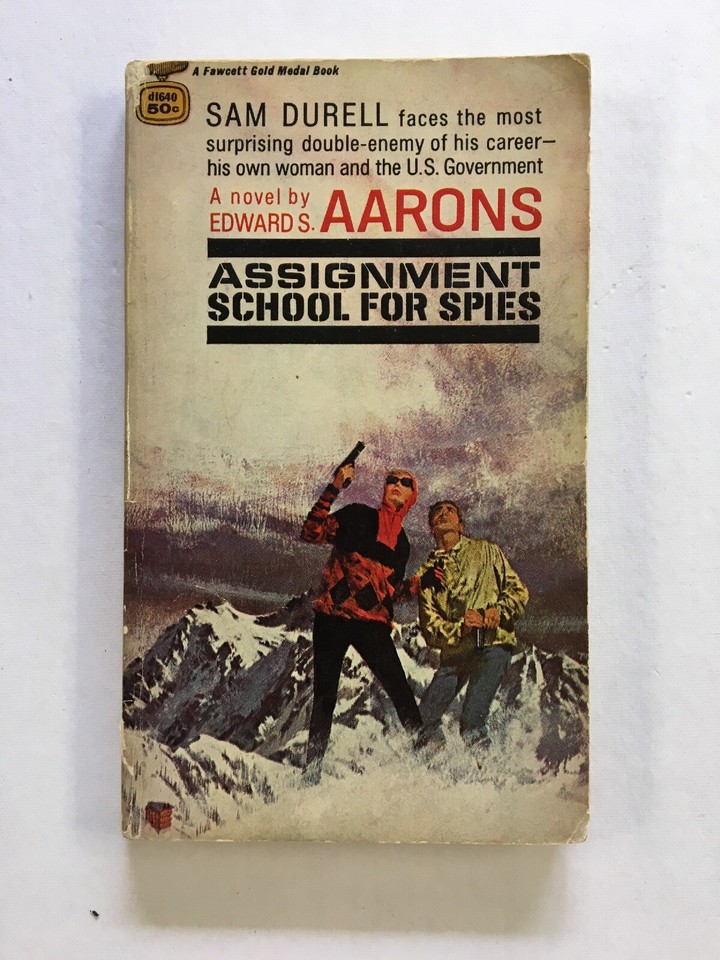 A Fawcett Gold Medal Book
d1640
50c
SAM DURELL faces the most
surprising double-enemy of his career—
his own woman and the U.S. Government
A novel by
EDWARD S. AARONS
ASSIGNMENT
SCHOOL FOR SPIES